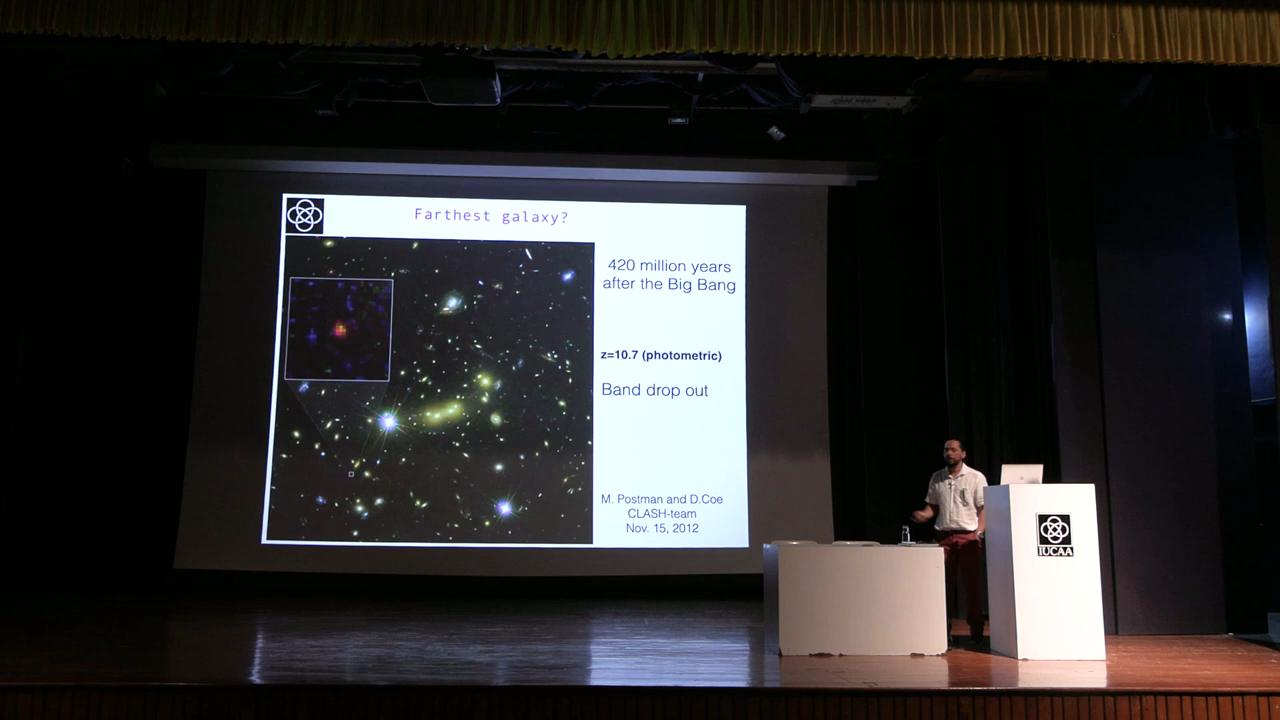 Farthest galaxy?
420 million years
after the Big Bang
z=10.7 (photometric)
Band drop out
M. Postman and D.Coe
CLASH-team
Nov. 15, 2012
IUCAA